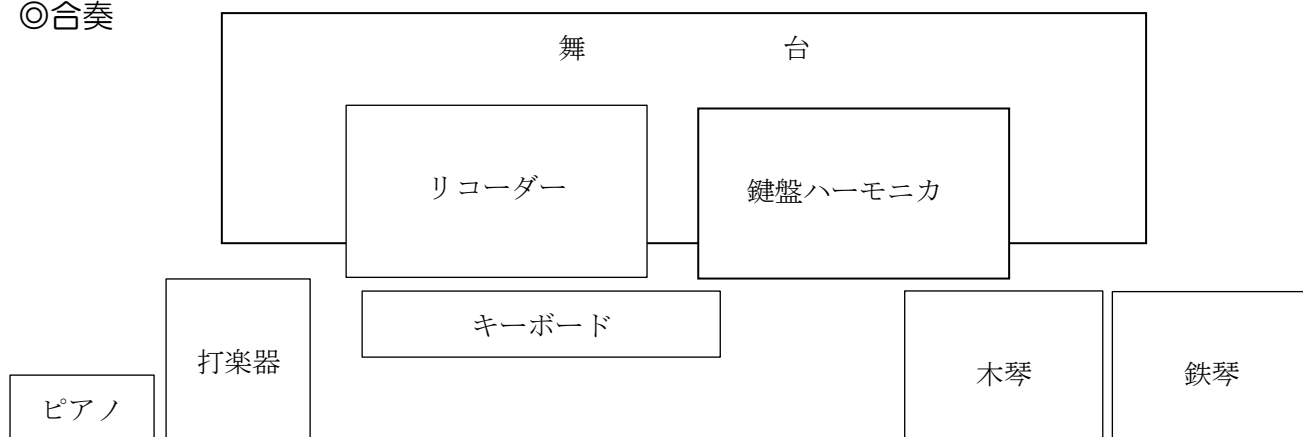 ◎合奏
舞　台
リコーダー
鍵盤ハーモニカ
キーボード
打楽器
木琴
鉄琴
ピアノ